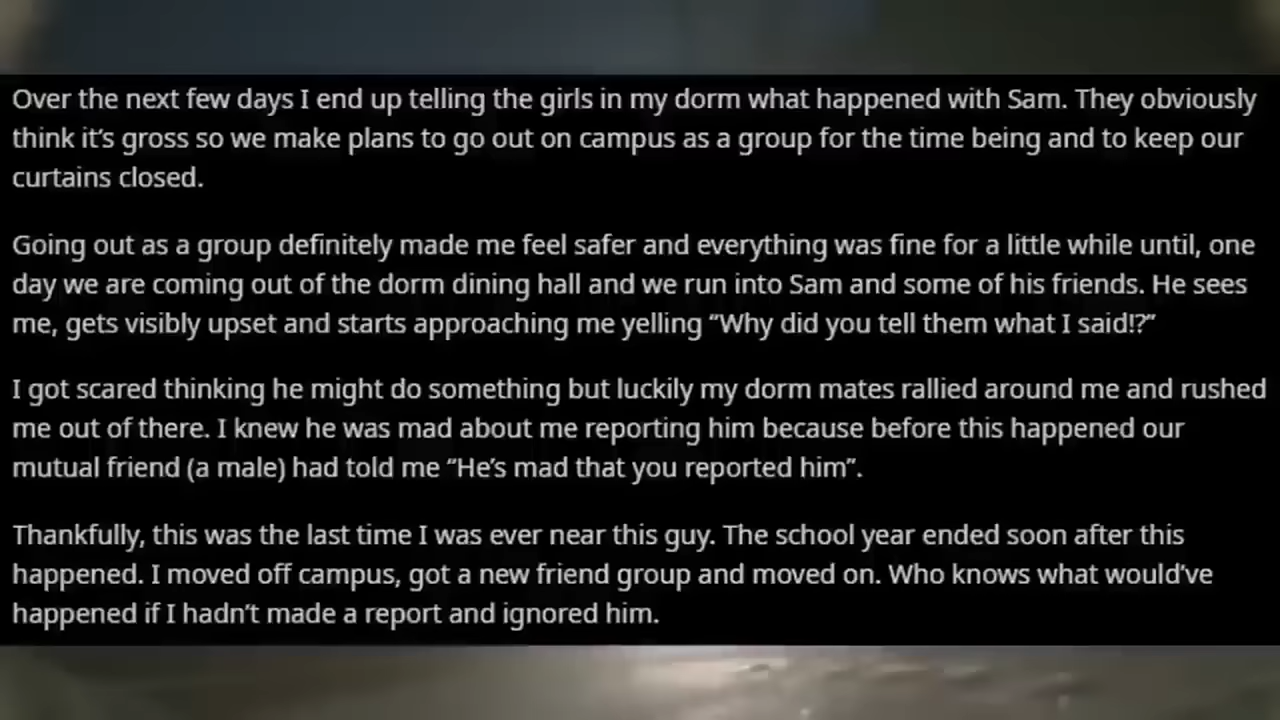 Over the next few days I end up telling the girls in my dorm what happened with Sam. They obviously
think it’s gross so we make plans to go out on campus as a group for the time being and to keep our
curtains closed.
Going out as a group definitely made me feel safer and everything was fine for a little while until, one
day we are coming out of the dorm dining hall and we run into Sam and some of his friends. He sees
me, gets visibly upset and starts approaching me yelling “Why did you tell them what I said!?”
I got scared thinking he might do something but luckily my dorm mates rallied around me and rushed
me out of there. I knew he was mad about me reporting him because before this happened our
mutual friend (a male) had told me “He’s mad that you reported him”.
Thankfully, this was the last time I was ever near this guy. The school year ended soon after this
happened. I moved off campus, got a new friend group and moved on. Who knows what would’ve
happened if I hadn’t made a report and ignored him.